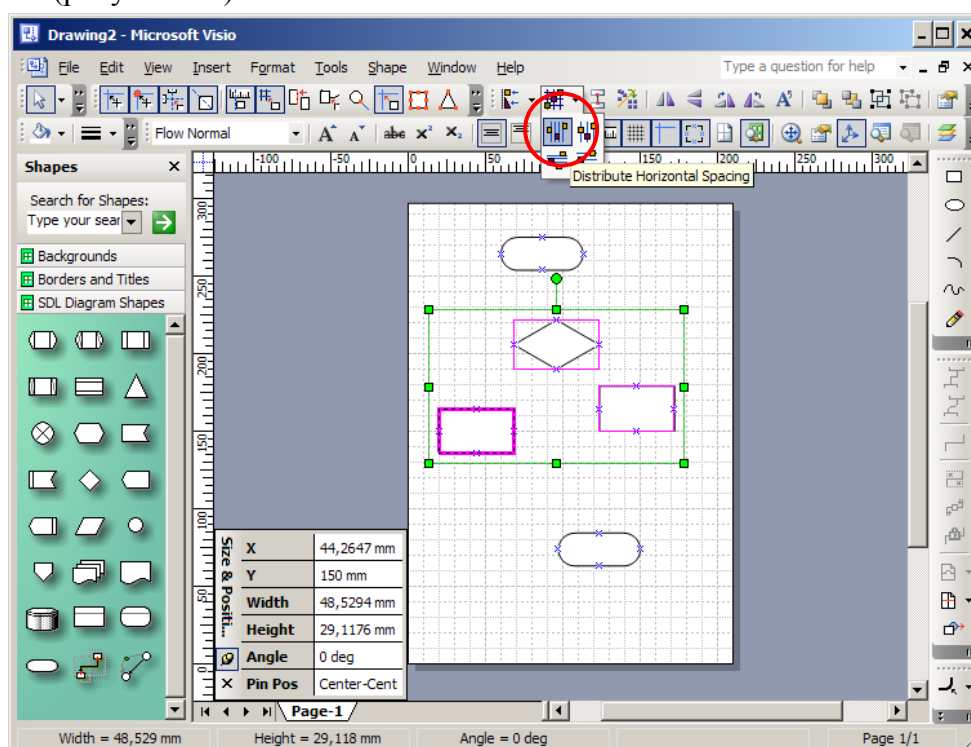 Drawing2 - Microsoft Visio
File Edit View Insert Format Tools Shape Window Help Type a question for help
Flow Normal
Distribute Horizontal Spacing
Shapes
Search for Shapes:
Type your sear
Backgrounds
Borders and Titles
SDL Diagram Shapes
-100 -50 0 50 150 200 250 300
300
250
200
150
100
50
0
Size & Positi...
X 44,2647 mm
Y 150 mm
Width 48,5294 mm
Height 29,1176 mm
Angle 0 deg
Pin Pos Center-Cent
Page-1
Width = 48,529 mm Height = 29,118 mm Angle = 0 deg Page 1/1